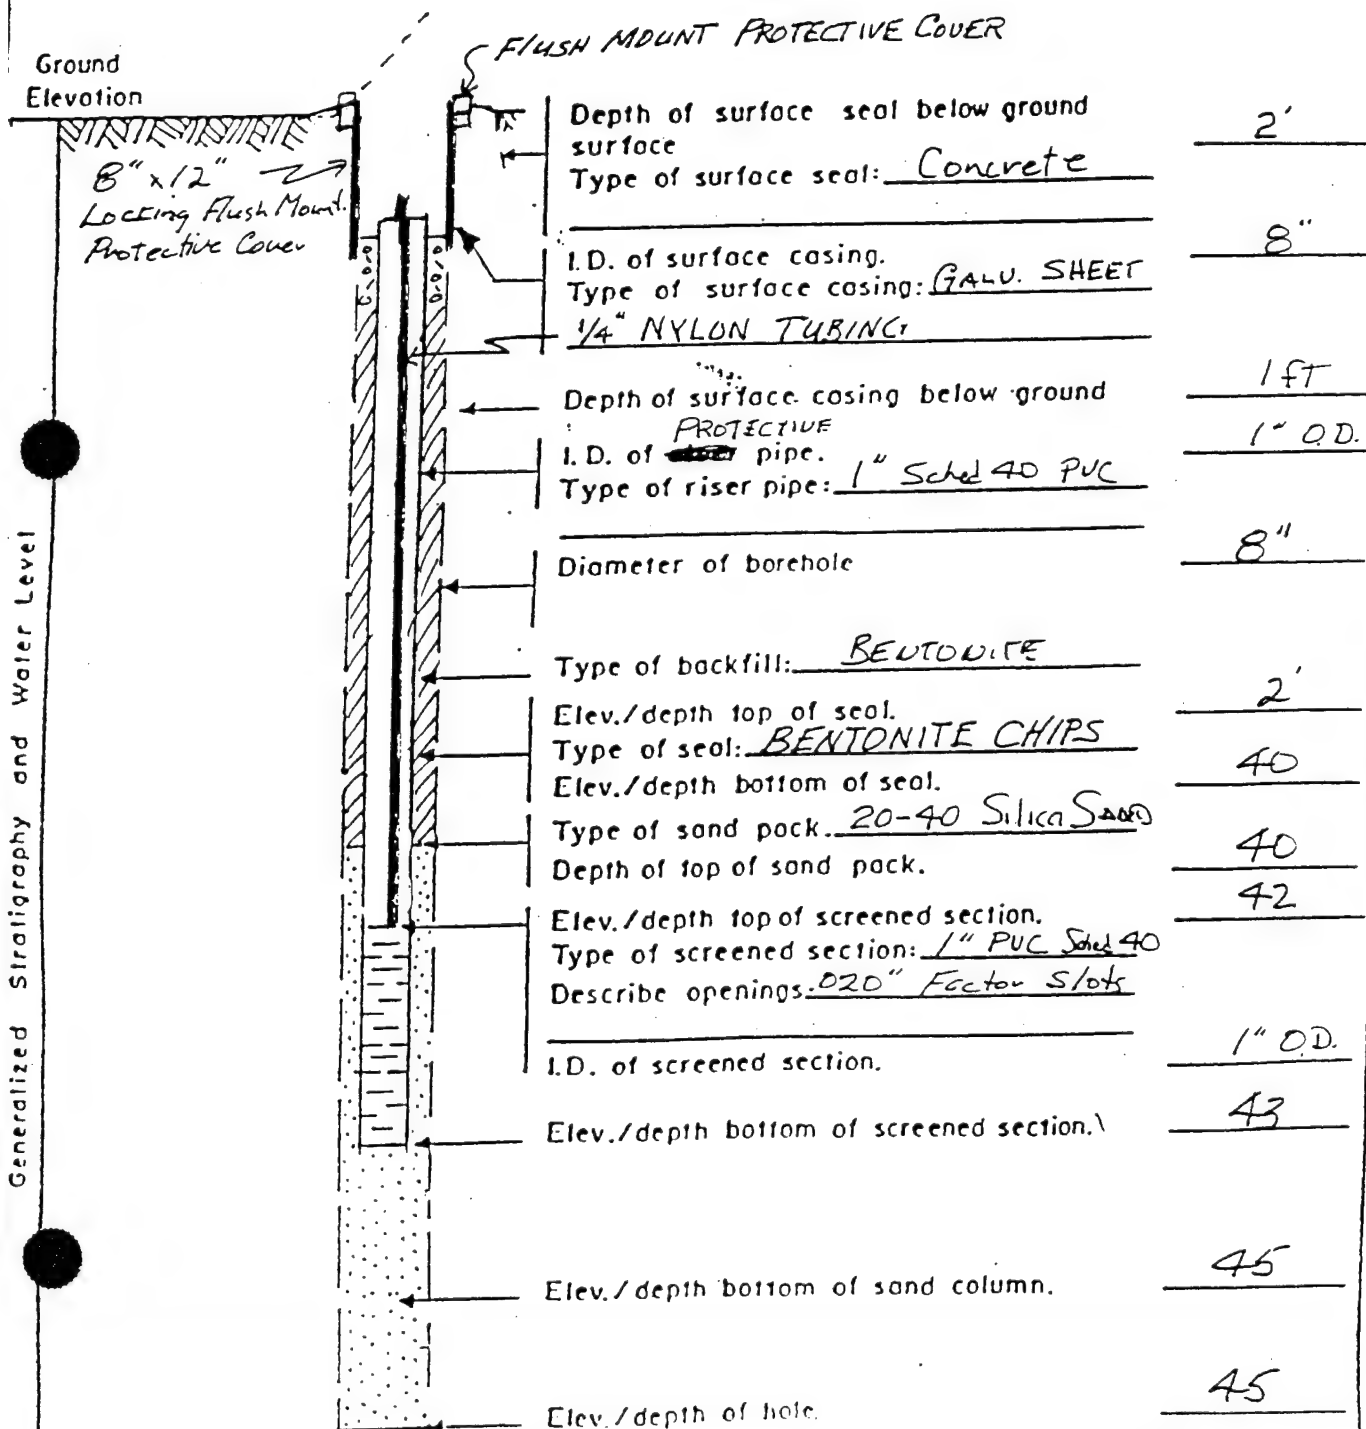 FLUSH MOUNT PROTECTIVE COVER
Ground
Elevation
8" x 12"
Locking Flush Mount.
Protective Cover
Generalized Stratigraphy and Water Level
Depth of surface seal below ground
surface 2'
Type of surface seal: Concrete
I.D. of surface casing. 8"
Type of surface casing: GALV. SHEET
1/4" NYLON TUBING
Depth of surface casing below ground 1 fT
PROTECTIVE
I.D. of pipe. 1" O.D.
Type of riser pipe: 1" Sched 40 PVC
Diameter of borehole 8"
Type of backfill: BENTONITE
Elev./depth top of seal. 2'
Type of seal: BENTONITE CHIPS
Elev./depth bottom of seal. 40
Type of sand pack. 20-40 Silica SAND
Depth of top of sand pack. 40
Elev./depth top of screened section. 42
Type of screened section: 1" PVC Sched 40
Describe openings. .020" Slots
I.D. of screened section. 1" O.D.
Elev./depth bottom of screened section. 43
Elev./depth bottom of sand column. 45
Elev./depth of hole. 45